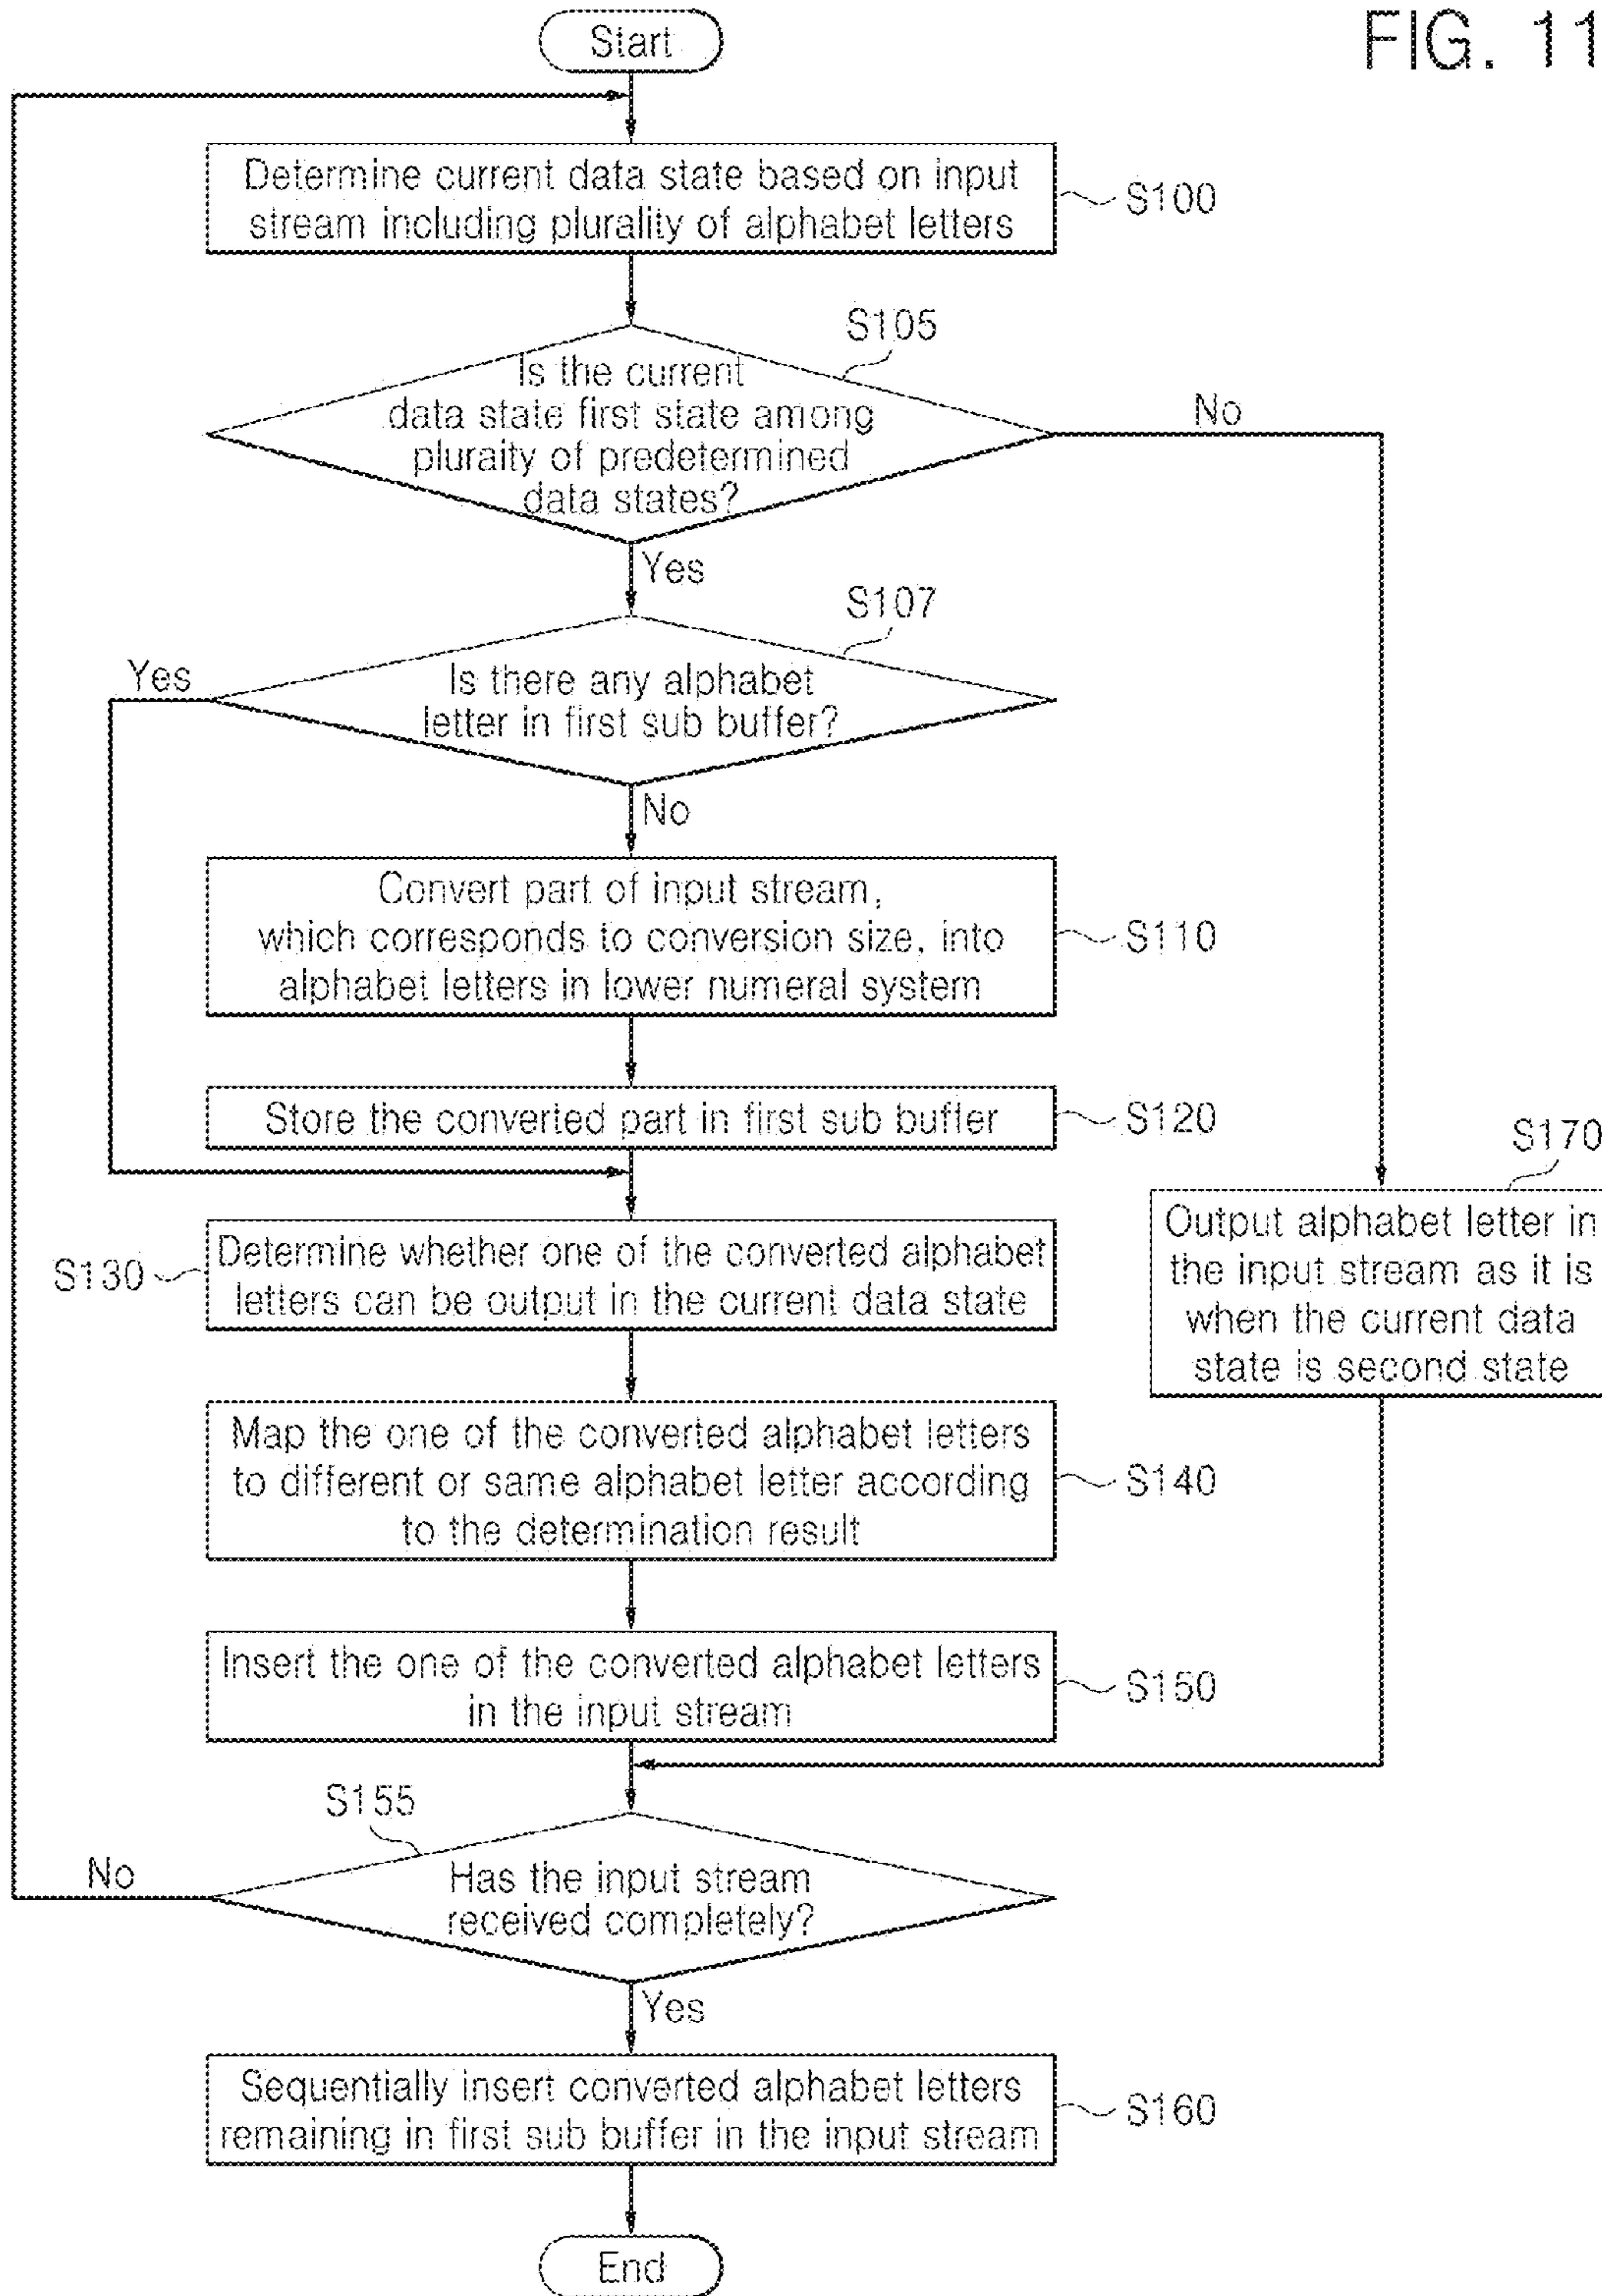 FIG. 11
Start
Determine current data state based on input
stream including plurality of alphabet letters
S100
S105
Is the current
data state first state among
pluraity of predetermined
data states?
No
Yes
S107
Is there any alphabet
letter in first sub buffer?
Yes
No
Convert part of input stream,
which corresponds to conversion size, into
alphabet letters in lower numeral system
S110
Store the converted part in first sub buffer
S120
S170
Output alphabet letter in
the input stream as it is
when the current data
state is second state
S130
Determine whether one of the converted alphabet
letters can be output in the current data state
Map the one of the converted alphabet letters
to different or same alphabet letter according
to the determination result
S140
Insert the one of the converted alphabet letters
in the input stream
S150
S155
Has the input stream
received completely?
No
Yes
Sequentially insert converted alphabet letters
remaining in first sub buffer in the input stream
S160
End